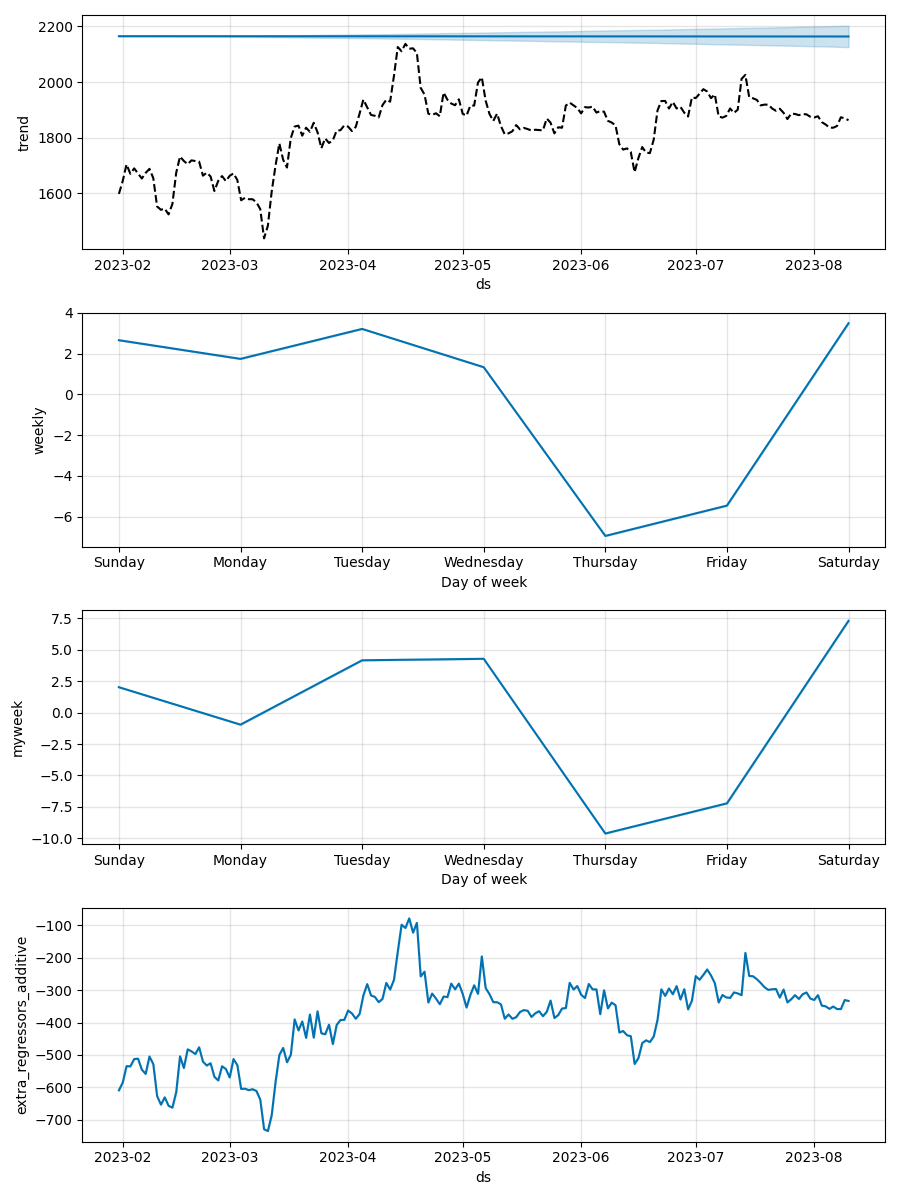 2200
2000
1800
1600
trend
2023-02 2023-03 2023-04 2023-05 2023-06 2023-07 2023-08
ds
4
2
0
−2
−4
−6
weekly
Sunday Monday Tuesday Wednesday Thursday Friday Saturday
Day of week
7.5
5.0
2.5
0.0
−2.5
−5.0
−7.5
−10.0
myweek
Sunday Monday Tuesday Wednesday Thursday Friday Saturday
Day of week
−100
−200
−300
−400
−500
−600
−700
extra_regressors_additive
2023-02 2023-03 2023-04 2023-05 2023-06 2023-07 2023-08
ds